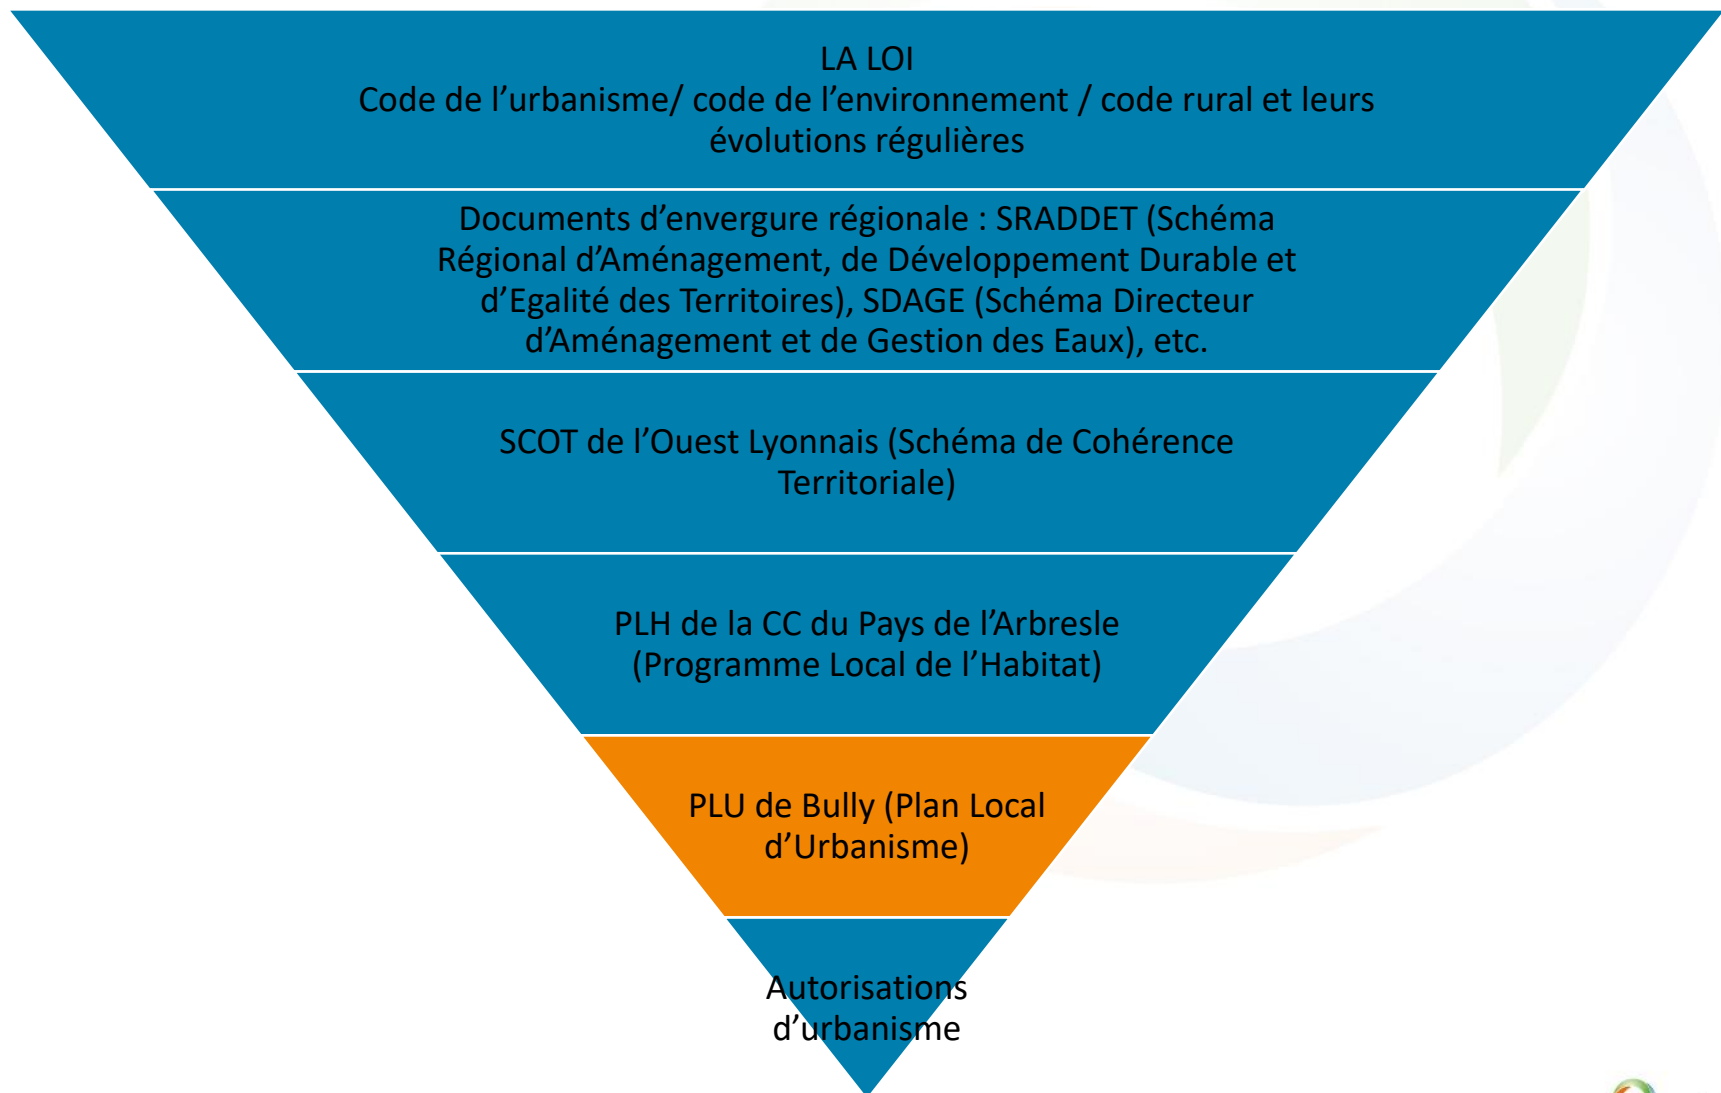 LA LOI
Code de l’urbanisme/ code de l’environnement / code rural et leurs
évolutions régulières
Documents d’envergure régionale : SRADDET (Schéma
Régional d’Aménagement, de Développement Durable et
d’Egalité des Territoires), SDAGE (Schéma Directeur
d’Aménagement et de Gestion des Eaux), etc.
SCOT de l’Ouest Lyonnais (Schéma de Cohérence
Territoriale)
PLH de la CC du Pays de l’Arbresle
(Programme Local de l’Habitat)
PLU de Bully (Plan Local
d’Urbanisme)
Autorisations
d’urbanisme